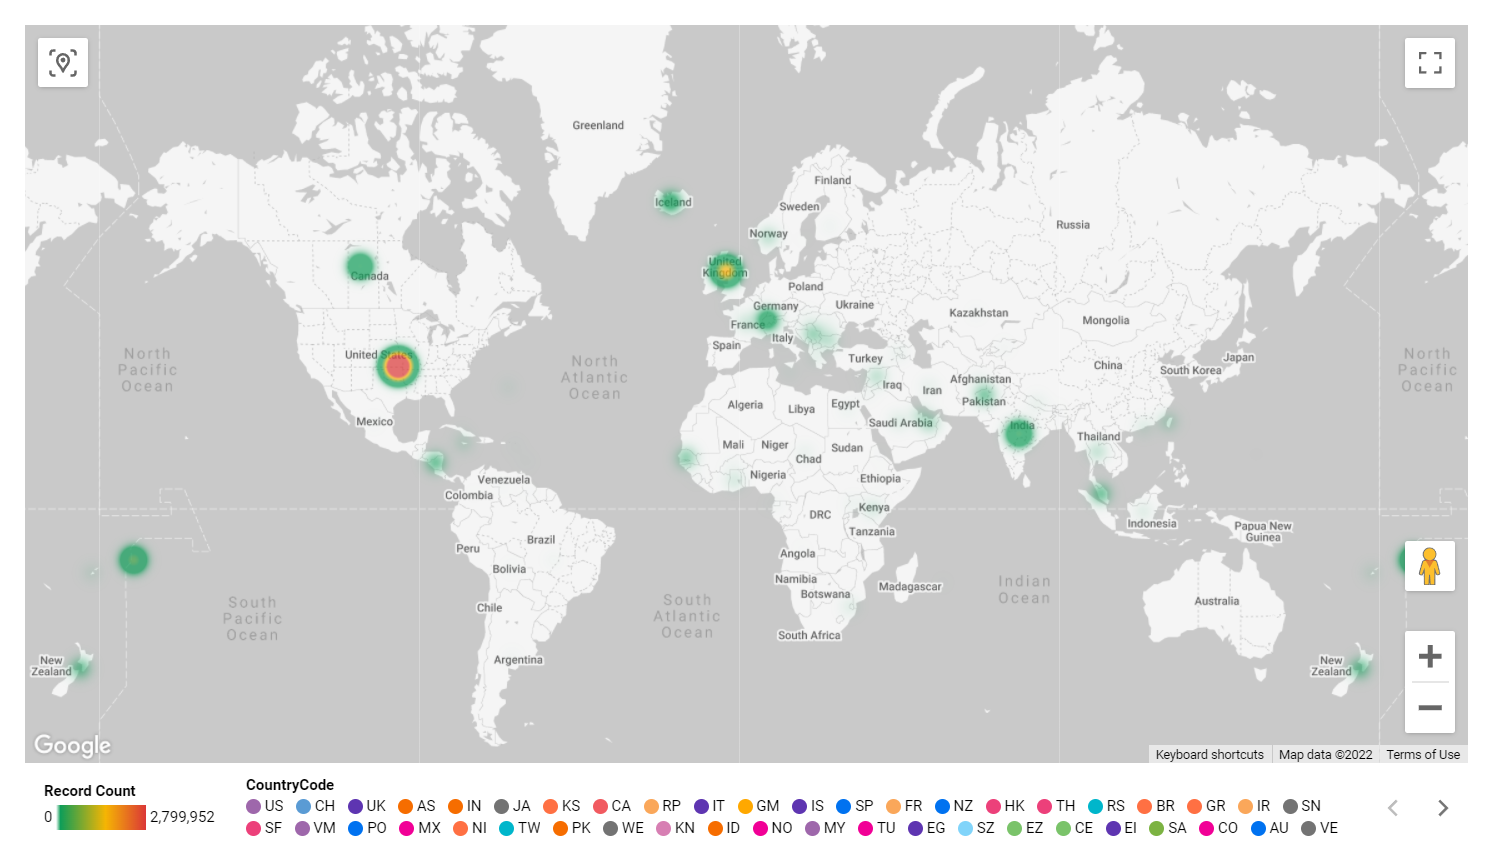 Greenland
Finland
Iceland
Sweden
Norway
Russia
United
Kingdom
Canada
Poland
Germany
Ukraine
Kazakhstan
Mongolia
France
Italy
Spain
United States
North
Pacific
Ocean
North
Atlantic
Ocean
Turkey
China
Japan
South Korea
North
Pacific
Ocean
Iraq
Iran
Afghanistan
Pakistan
Algeria
Libya
Egypt
Mexico
Saudi Arabia
India
Mali
Niger
Sudan
Thailand
Chad
Venezuela
Nigeria
Ethiopia
Colombia
DRC
Kenya
Indonesia
Papua New
Guinea
Tanzania
Brazil
Peru
Angola
Bolivia
Namibia
Botswana
Madagascar
Indian
Ocean
Australia
South
Pacific
Ocean
Chile
South
Atlantic
Ocean
South Africa
Argentina
New
Zealand
New
Zealand
Google
Keyboard shortcuts
Map data ©2022
Terms of Use
Record Count
0
2,799,952
CountryCode
US CH UK AS IN JA KS CA RP IT GM IS SP FR NZ HK TH RS BR GR IR SN
SF VM PO MX NI TW PK WE KN ID NO MY TU EG SZ EZ CE EI SA CO AU VE